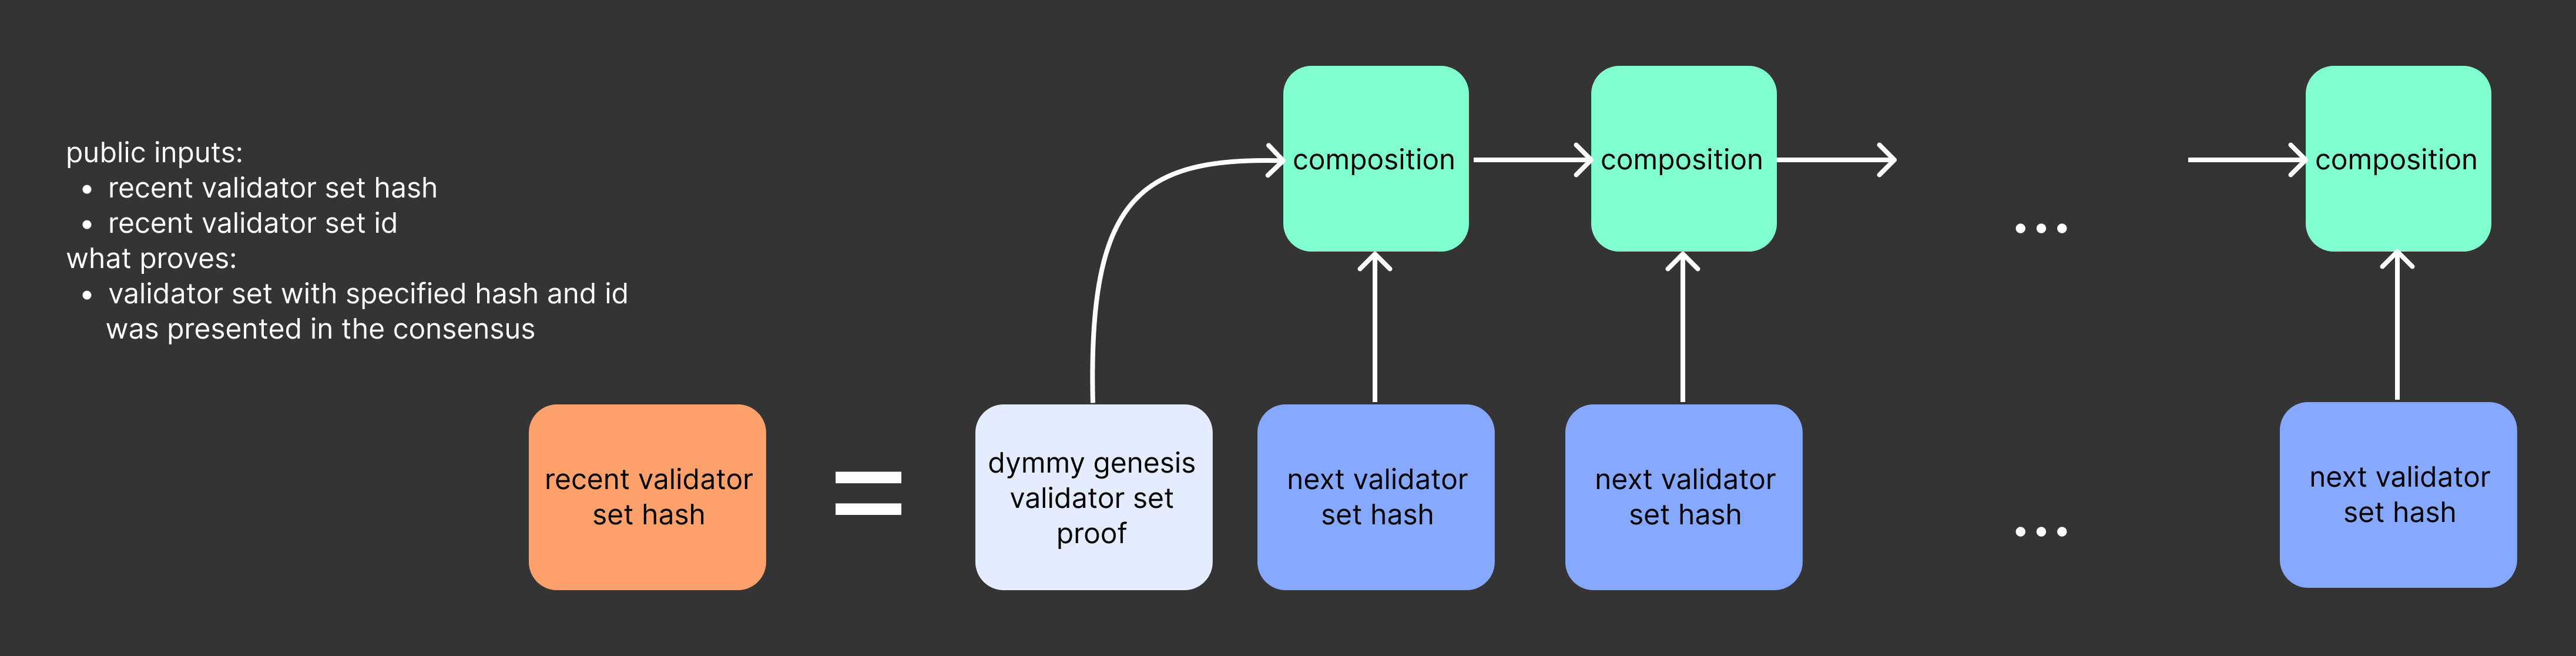 public inputs:
• recent validator set hash
• recent validator set id
what proves:
• validator set with specified hash and id
was presented in the consensus
composition
composition
composition
...
recent validator
set hash
=
dymmy genesis
validator set
proof
next validator
set hash
next validator
set hash
...
next validator
set hash